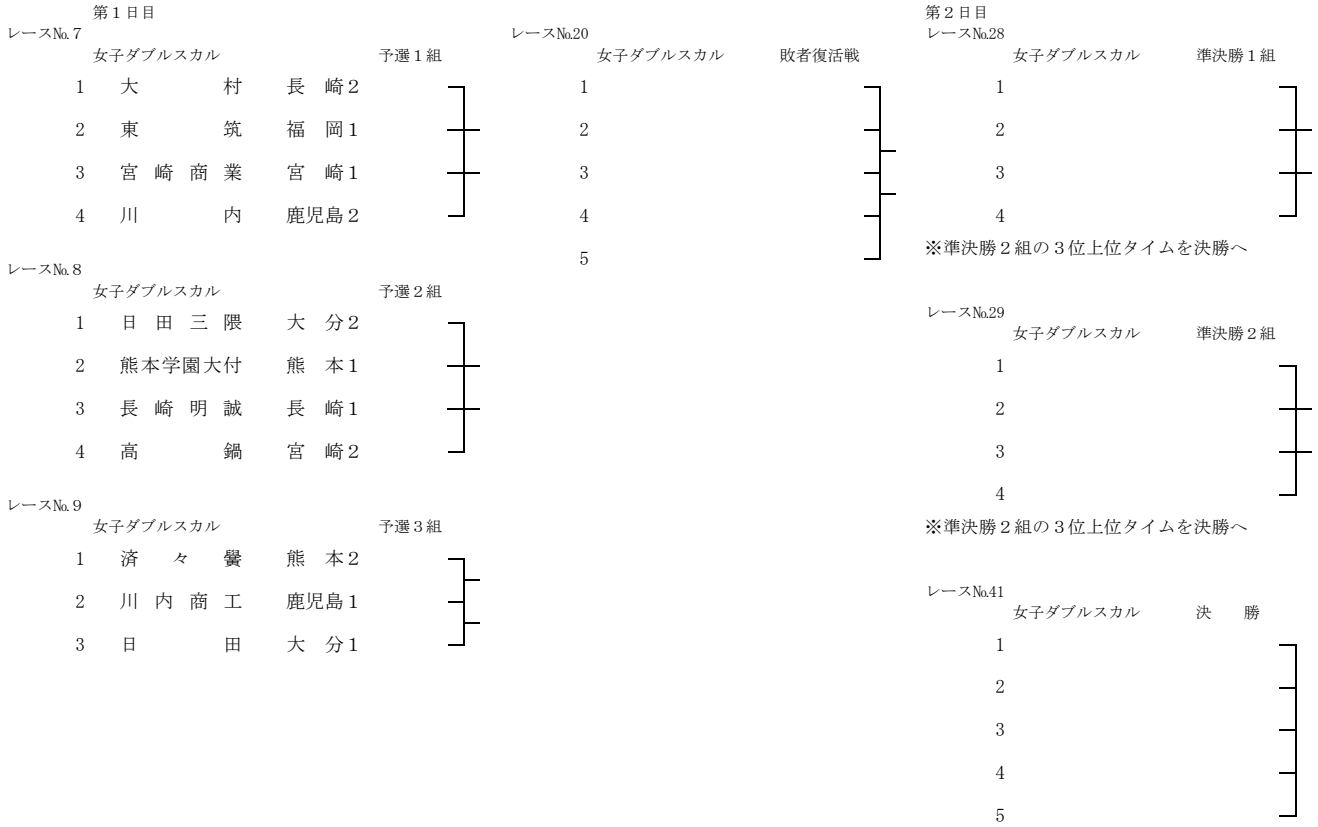 第１日目
レース№７
女子ダブルスカル 予選１組
1 大村 長崎２
2 東筑 福岡１
3 宮崎商業 宮崎１
4 川内 鹿児島２
レース№８
女子ダブルスカル 予選２組
1 日田三隈 大分２
2 熊本学園大付 熊本１
3 長崎明誠 長崎１
4 高鍋 宮崎２
レース№９
女子ダブルスカル 予選３組
1 済々黌 熊本２
2 川内商工 鹿児島１
3 日田 大分１
レース№20
女子ダブルスカル 敗者復活戦
1
2
3
4
5
第２日目
レース№28
女子ダブルスカル 準決勝１組
1
2
3
4
※準決勝２組の３位上位タイムを決勝へ
レース№29
女子ダブルスカル 準決勝２組
1
2
3
4
※準決勝２組の３位上位タイムを決勝へ
レース№41
女子ダブルスカル 決勝
1
2
3
4
5